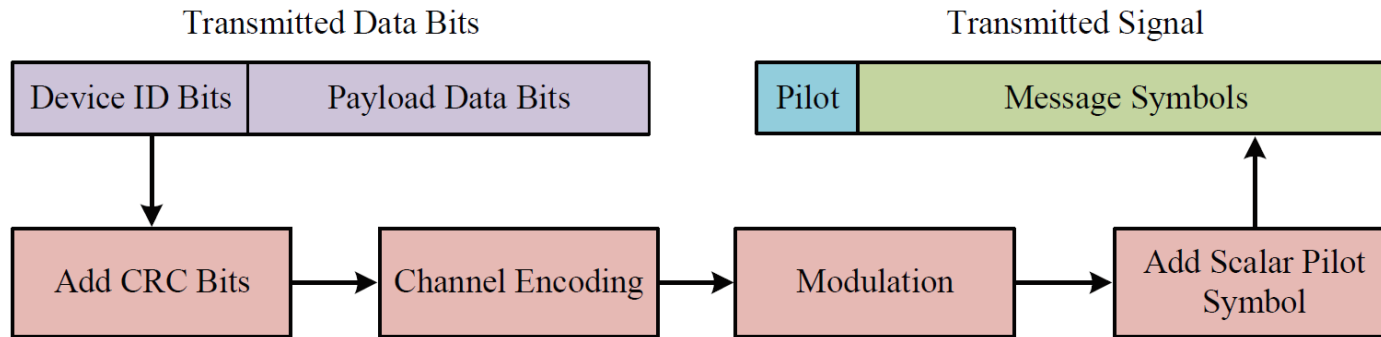 Transmitted Data Bits
Transmitted Signal
Device ID Bits
Payload Data Bits
Pilot
Message Symbols
Add CRC Bits
Channel Encoding
Modulation
Add Scalar Pilot
Symbol